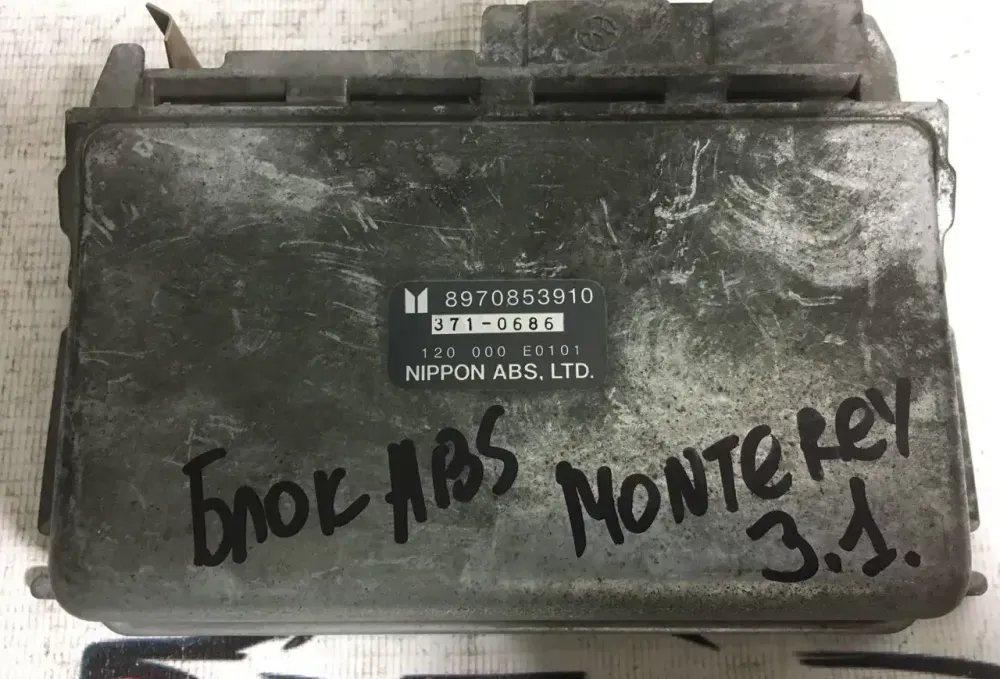 8970853910
371-0686
120 000 E0101
NIPPON ABS, LTD.
Блок ABS MONTEREY
3.1.